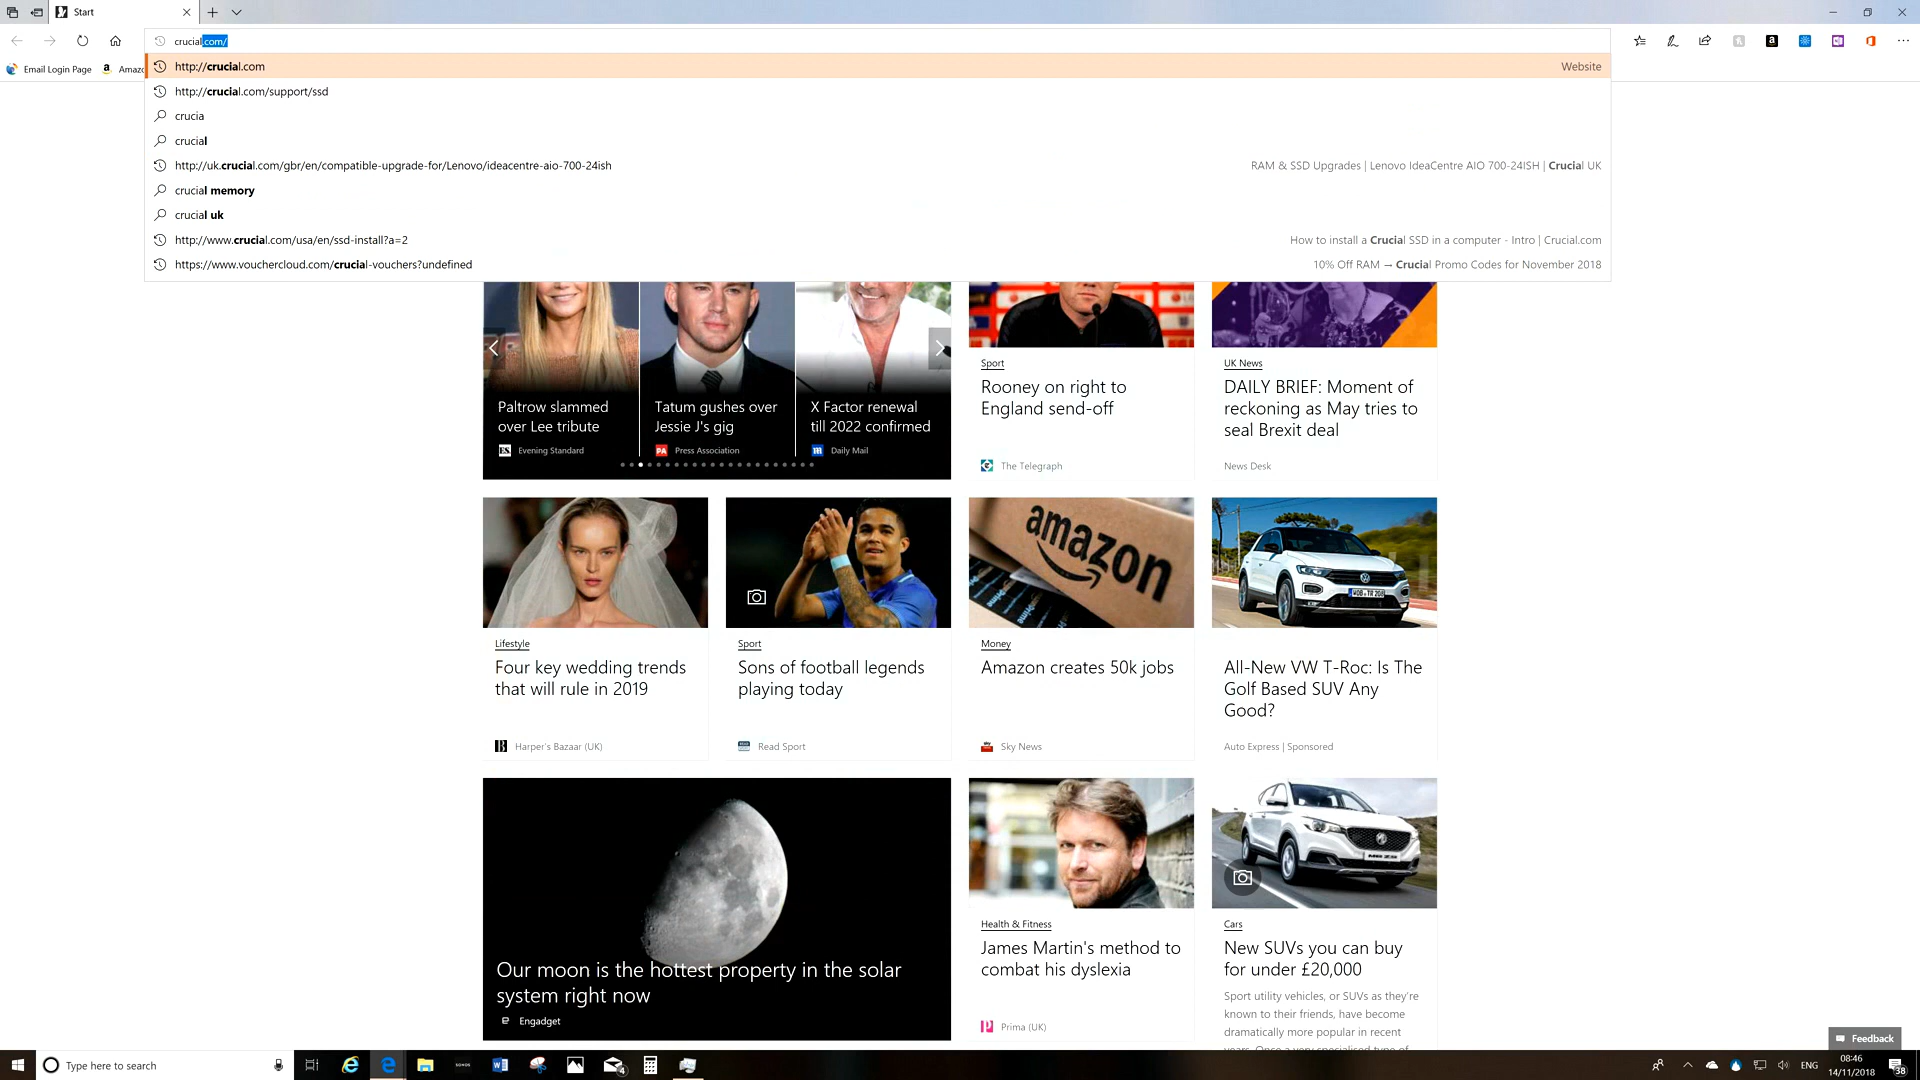 Start
crucial.com/
Email Login Page
Amazo
http://crucial.com
Website
http://crucial.com/support/ssd
crucia
crucial
http://uk.crucial.com/gbr/en/compatible-upgrade-for/Lenovo/ideacentre-aio-700-24ish
RAM & SSD Upgrades | Lenovo IdeaCentre AIO 700-24ISH | Crucial UK
crucial memory
crucial uk
http://www.crucial.com/usa/en/ssd-install?a=2
How to install a Crucial SSD in a computer - Intro | Crucial.com
https://www.vouchercloud.com/crucial-vouchers?undefined
10% Off RAM → Crucial Promo Codes for November 2018
Paltrow slammed
over Lee tribute
ES Evening Standard
Tatum gushes over
Jessie J's gig
PA Press Association
X Factor renewal
till 2022 confirmed
Daily Mail
Sport
Rooney on right to
England send-off
The Telegraph
UK News
DAILY BRIEF: Moment of
reckoning as May tries to
seal Brexit deal
News Desk
Lifestyle
Four key wedding trends
that will rule in 2019
Harper's Bazaar (UK)
Sport
Sons of football legends
playing today
Read Sport
amazon
Prime
Money
Amazon creates 50k jobs
Sky News
All-New VW T-Roc: Is The
Golf Based SUV Any
Good?
Auto Express | Sponsored
Our moon is the hottest property in the solar
system right now
Engadget
Health & Fitness
James Martin's method to
combat his dyslexia
Prima (UK)
Cars
New SUVs you can buy
for under £20,000
Sport utility vehicles, or SUVs as they're
known to their friends, have become
dramatically more popular in recent
years. Once a very specialised type of
Feedback
Type here to search
SONOS
4
ENG
08:46
14/11/2018
38